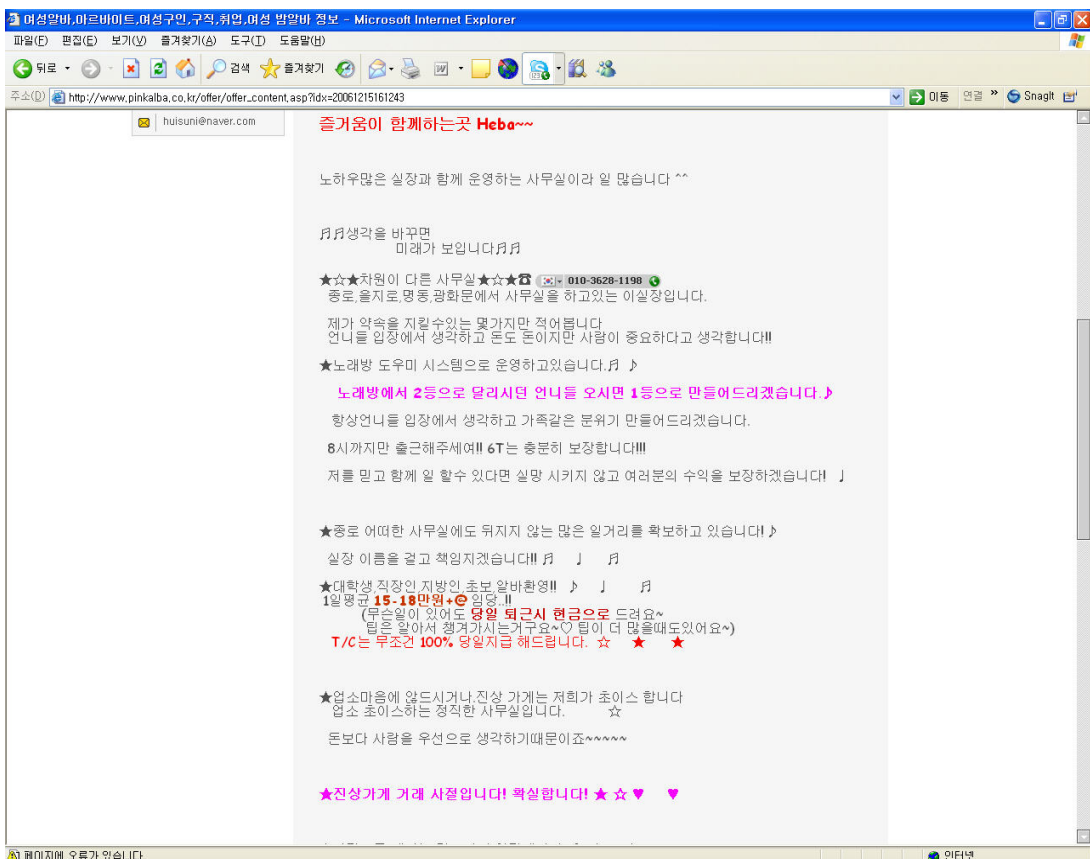 여성알바,아르바이트,여성구인,구직,취업,여성 밤알바 정보 - Microsoft Internet Explorer
파일(F) 편집(E) 보기(V) 즐겨찾기(A) 도구(T) 도움말(H)
뒤로 검색 즐겨찾기
주소(D) http://www.pinkalba.co.kr/offer/offer_content.asp?idx=20061215161243 이동 연결 » SnagIt
huisuni@naver.com
즐거움이 함께하는곳 Heba~~
노하우많은 실장과 함께 운영하는 사무실이라 일 많습니다 ^^
♬♬생각을 바꾸면
미래가 보입니다♬♬
★☆★차원이 다른 사무실★☆★☎ 010-3628-1198
종로,을지로,명동,광화문에서 사무실을 하고있는 이실장입니다.
제가 약속을 지킬수있는 몇가지만 적어봅니다
언니들 입장에서 생각하고 돈도 돈이지만 사람이 중요하다고 생각합니다!!
★노래방 도우미 시스템으로 운영하고있습니다.♬ ♪
노래방에서 2등으로 달리시던 언니들 오시면 1등으로 만들어드리겠습니다.♪
항상언니들 입장에서 생각하고 가족같은 분위기 만들어드리겠습니다.
8시까지만 출근해주세여!! 6T는 충분히 보장합니다!!!
저를 믿고 함께 일 할수 있다면 실망 시키지 않고 여러분의 수익을 보장하겠습니다! ♩
★종로 어떠한 사무실에도 뒤지지 않는 많은 일거리를 확보하고 있습니다!♪
실장 이름을 걸고 책임지겠습니다!! ♬ ♩ ♬
★대학생,직장인,지방인,초보,알바환영!! ♪ ♩ ♬
1일평균 15-18만원+@ 임당..!!
(무슨일이 있어도 당일 퇴근시 현금으로 드려요~
팁은 알아서 챙겨가시는거구요~♡ 팁이 더 많을때도있어요~)
T/C는 무조건 100% 당일지급 해드립니다. ☆ ★ ★
★업소마음에 않드시거나.진상 가게는 저희가 초이스 합니다
업소 초이스하는 정직한 사무실입니다. ☆
돈보다 사람을 우선으로 생각하기때문이죠~~~~~
★진상가게 거래 사절입니다! 확실합니다! ★ ☆ ♥ ♥
페이지에 오류가 있습니다. 인터넷